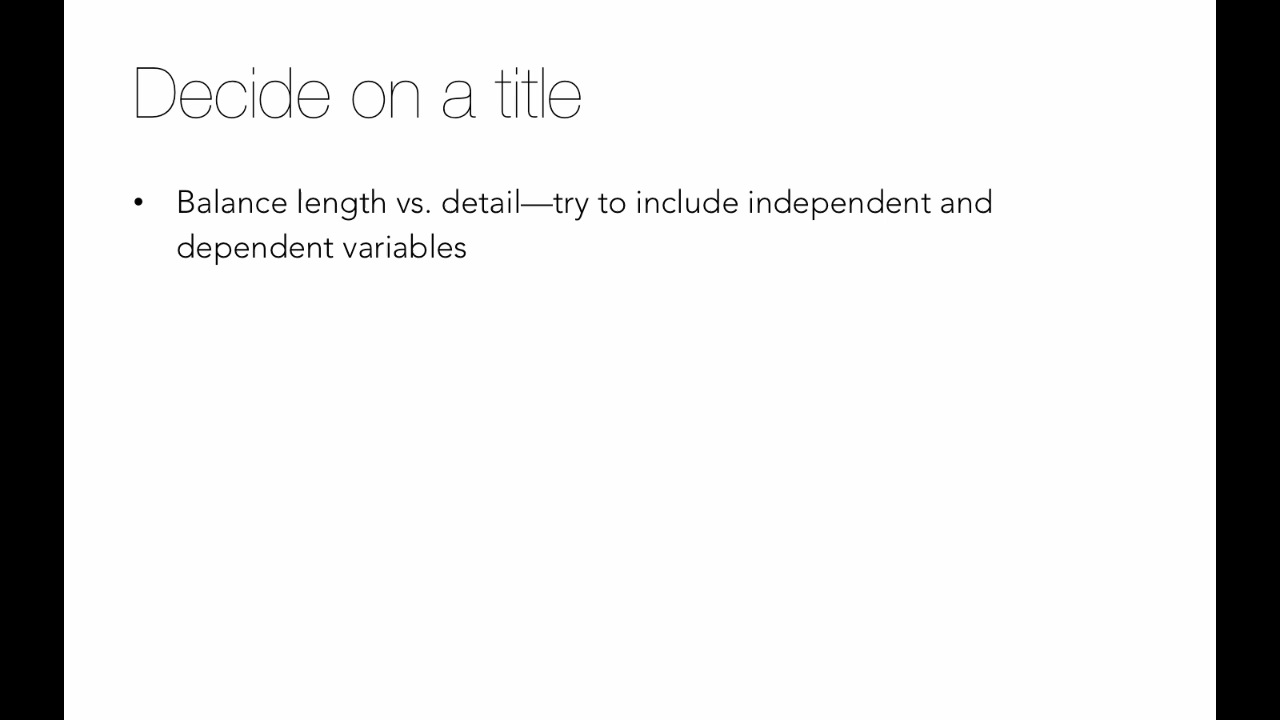 Decide on a title
• Balance length vs. detail—try to include independent and
dependent variables